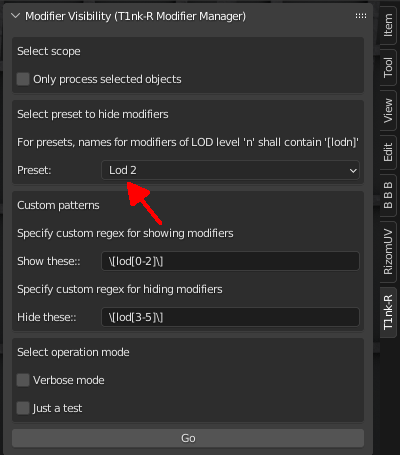 Modifier Visibility (T1nk-R Modifier Manager)
Select scope
Only process selected objects
Select preset to hide modifiers
For presets, names for modifiers of LOD level 'n' shall contain '[lodn]'
Preset:: Lod 2
Custom patterns
Specify custom regex for showing modifiers
Show these:: \[lod[0-2]\]
Specify custom regex for hiding modifiers
Hide these:: \[lod[3-5]\]
Select operation mode
Verbose mode
Just a test
Go
Item
Tool
View
Edit
B B B
RizomUV
T1nk-R